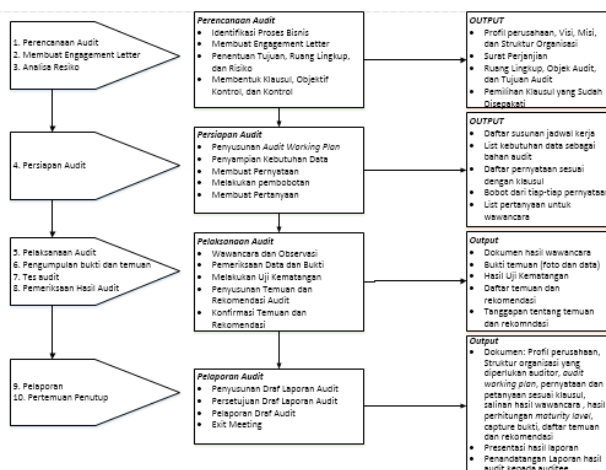 1. Perencanaan Audit
2. Membuat Engagement Letter
3. Analisa Resiko
Perencanaan Audit
• Identifikasi Proses Bisnis
• Membuat Engagement Letter
• Penentuan Tujuan, Ruang Lingkup,
dan Risiko
• Membentuk Klausul, Objektif
Kontrol, dan Kontrol
OUTPUT
• Profil perusahaan, Visi, Misi,
dan Struktur Organisasi
• Surat Perjanjian
• Ruang Lingkup, Objek Audit,
dan Tujuan Audit
• Pemilihan Klausul yang Sudah
Disepakati
4. Persiapan Audit
Persiapan Audit
• Penyusunan Audit Working Plan
• Penyampian Kebutuhan Data
• Membuat Pernyataan
• Melakukan pembobotan
• Membuat Pertanyaan
OUTPUT
• Daftar susunan jadwal kerja
• List kebutuhan data sebagai
bahan audit
• Daftar pernyataan sesuai
dengan klausul
• Bobot dari tiap-tiap pernyataan
• List pertanyaan untuk
wawancara
5. Pelaksanaan Audit
6. Pengumpulan bukti dan temuan
7. Tes audit
8. Pemeriksaan Hasil Audit
Pelaksanaan Audit
• Wawancara dan Observasi
• Pemeriksaan Data dan Bukti
• Melakukan Uji Kematangan
• Penyusunan Temuan dan
Rekomendasi Audit
• Konfirmasi Temuan dan
Rekomendasi
Output
• Dokumen hasil wawancara
• Bukti temuan (foto dan data)
• Hasil Uji Kematangan
• Daftar temuan dan
rekomendasi
• Tanggapan tentang temuan
dan rekomndasi
9. Pelaporan
10. Pertemuan Penutup
Pelaporan Audit
• Penyusunan Draf Laporan Audit
• Persetujuan Draf Laporan Audit
• Pelaporan Draf Audit
• Exit Meeting
Output
• Dokumen: Profil perusahaan,
Struktur organisasi yang
diperlukan auditor, audit
working plan, pernyataan dan
petanyaan sesuai klausul,
salinan hasil wawancara , hasil
perhitungan maturity level,
capture bukti, daftar temuan
dan rekomendasi
• Presentasi hasil laporan
• Penandatangan Laporan hasil
audit kepada auditee